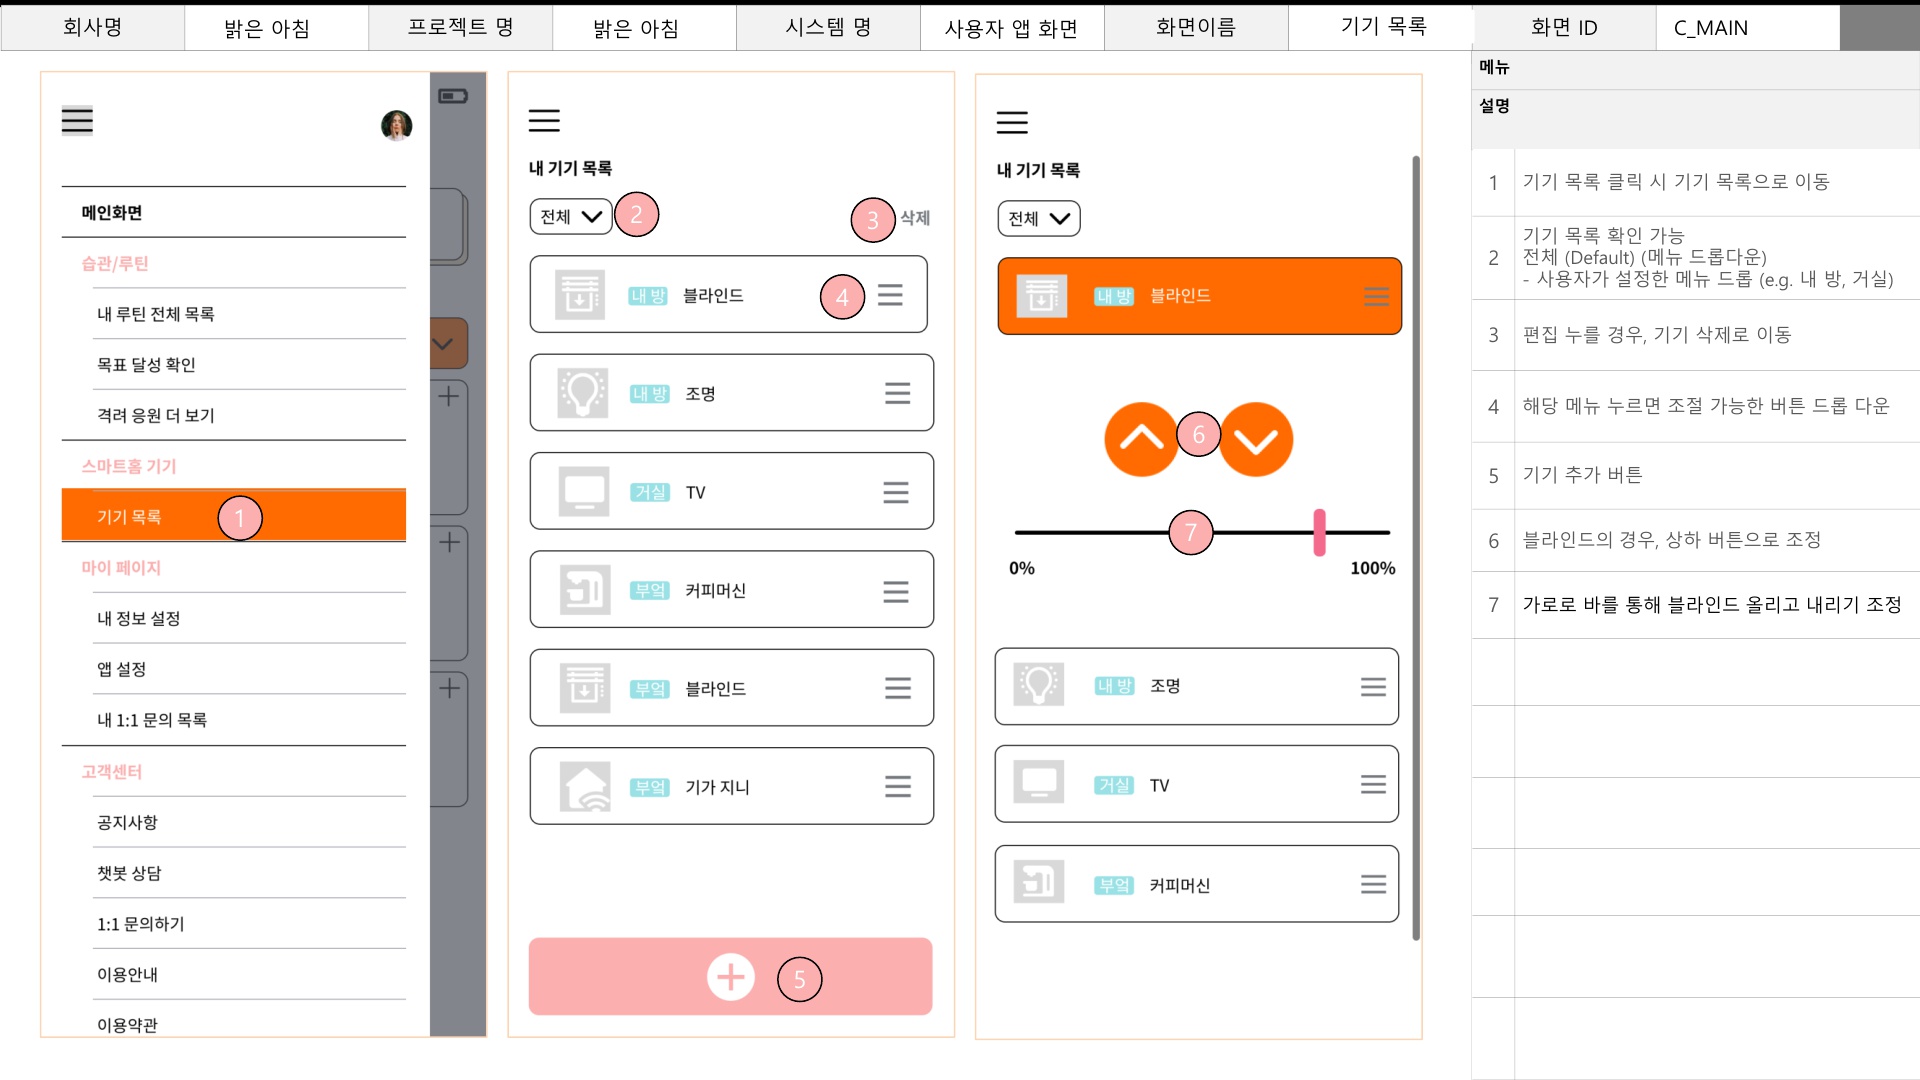 회사명
밝은 아침
프로젝트 명
밝은 아침
시스템 명
사용자 앱 화면
화면이름
기기 목록
화면 ID
C_MAIN
메인화면
습관/루틴
내 루틴 전체 목록
목표 달성 확인
격려 응원 더 보기
스마트홈 기기
기기 목록
1
마이 페이지
내 정보 설정
앱 설정
내 1:1 문의 목록
고객센터
공지사항
챗봇 상담
1:1 문의하기
이용안내
이용약관
내 기기 목록
전체
2
3
삭제
내 방 블라인드
4
내 방 조명
거실 TV
부엌 커피머신
부엌 블라인드
부엌 기가 지니
5
내 기기 목록
전체
내 방 블라인드
6
7
0%
100%
내 방 조명
거실 TV
부엌 커피머신
메뉴
설명
1 기기 목록 클릭 시 기기 목록으로 이동
2 기기 목록 확인 가능
전체 (Default) (메뉴 드롭다운)
- 사용자가 설정한 메뉴 드롭 (e.g. 내 방, 거실)
3 편집 누를 경우, 기기 삭제로 이동
4 해당 메뉴 누르면 조절 가능한 버튼 드롭 다운
5 기기 추가 버튼
6 블라인드의 경우, 상하 버튼으로 조정
7 가로로 바를 통해 블라인드 올리고 내리기 조정